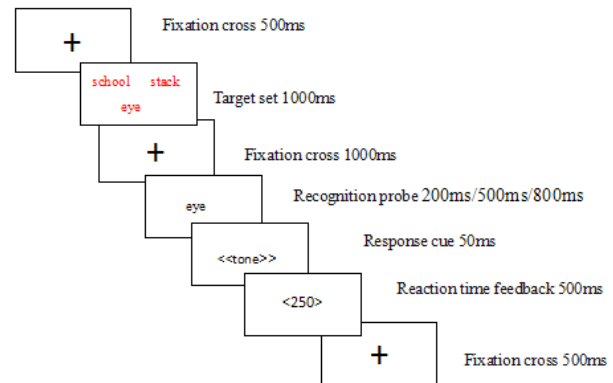 Fixation cross 500ms
school stack
eye
Target set 1000ms
Fixation cross 1000ms
eye
Recognition probe 200ms/500ms/800ms
<<tone>>
Response cue 50ms
<250>
Reaction time feedback 500ms
Fixation cross 500ms